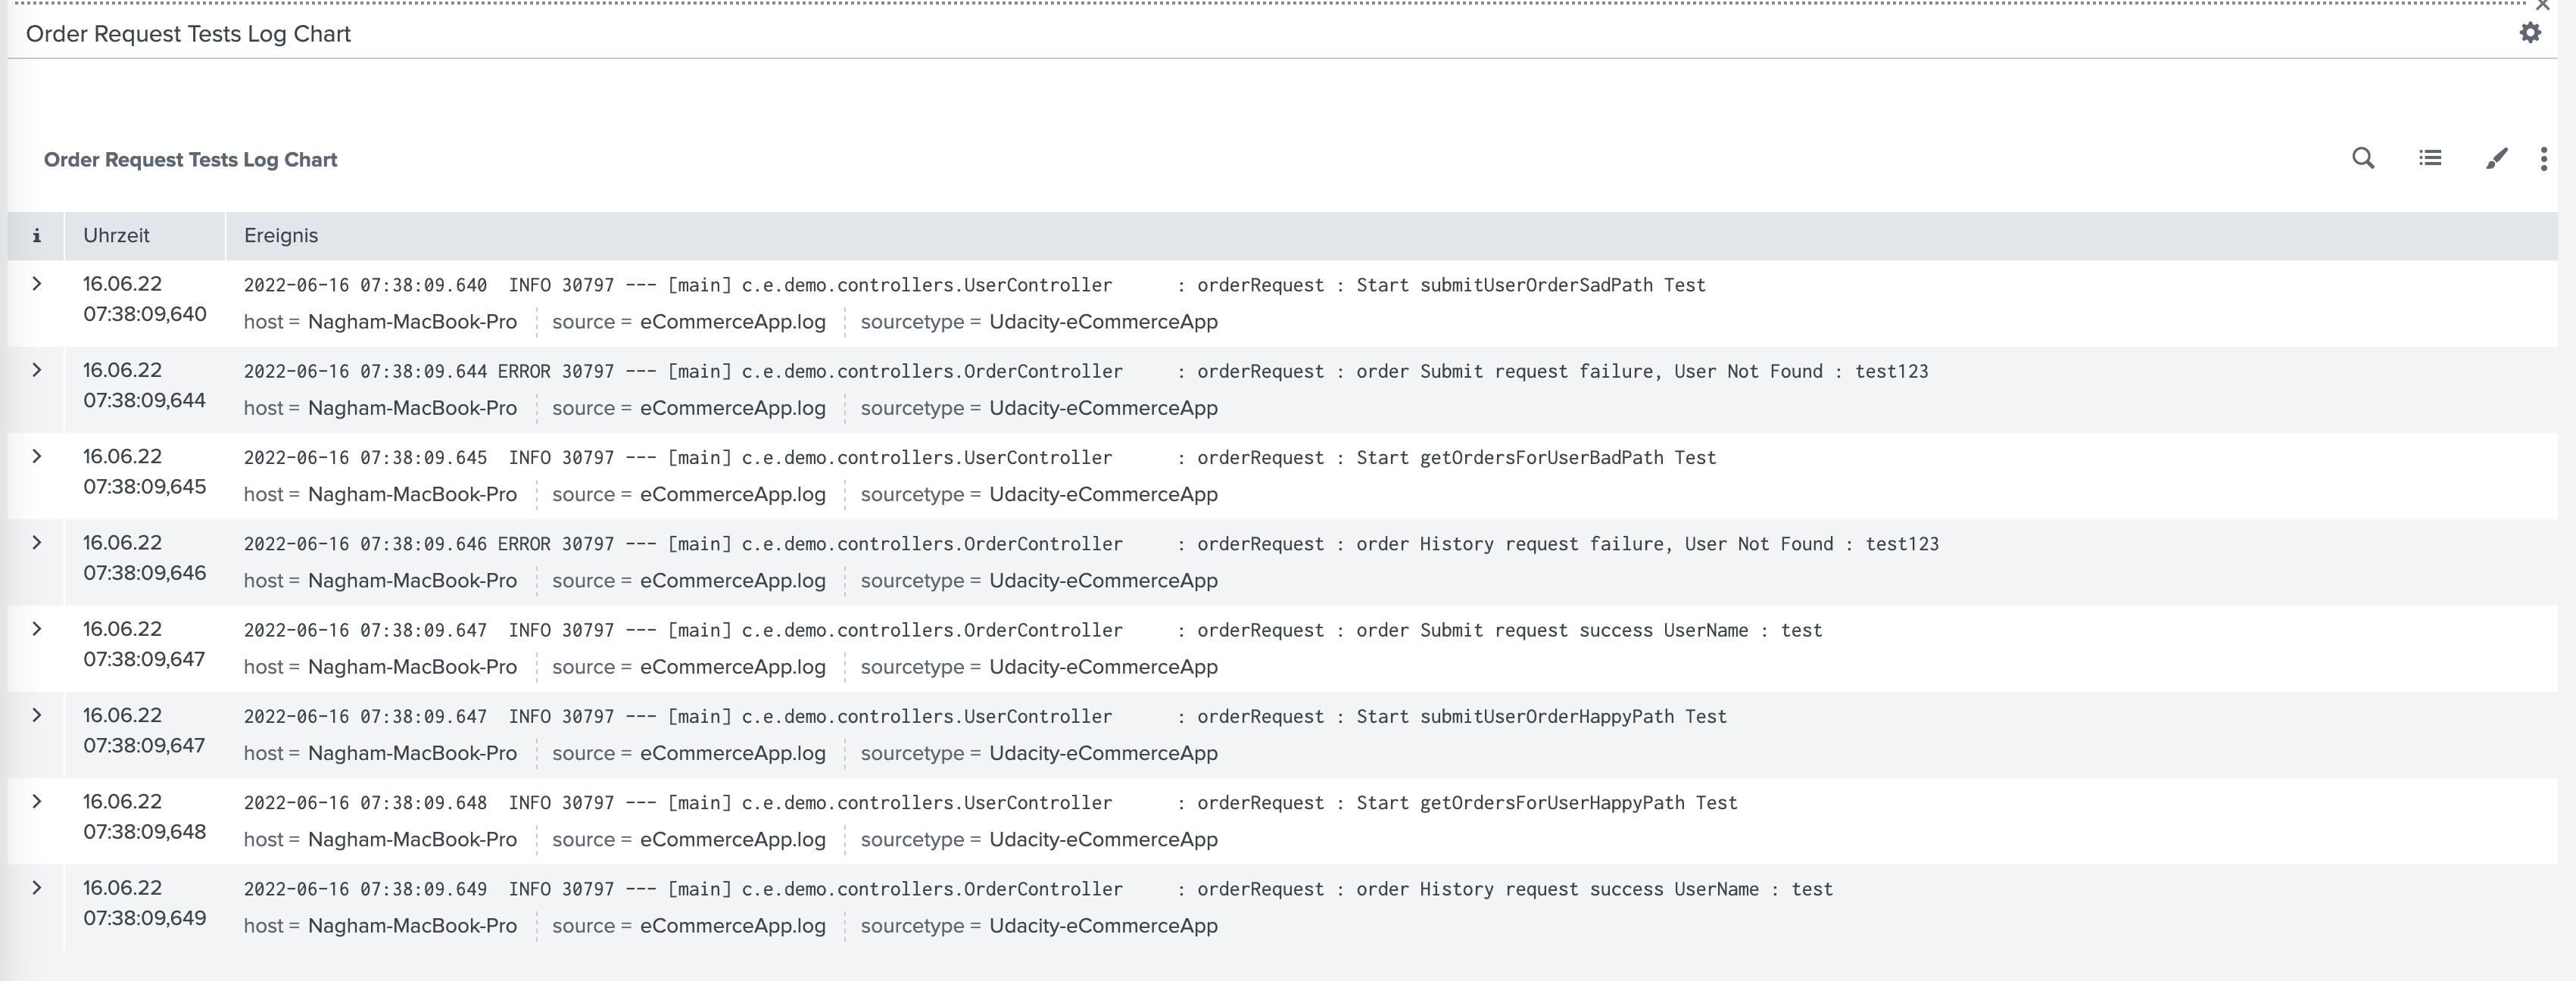 Order Request Tests Log Chart
Order Request Tests Log Chart
i Uhrzeit Ereignis
16.06.22 2022-06-16 07:38:09.640  INFO 30797 --- [main] c.e.demo.controllers.UserController      : orderRequest : Start submitUserOrderSadPath Test
07:38:09,640 host = Nagham-MacBook-Pro source = eCommerceApp.log sourcetype = Udacity-eCommerceApp
16.06.22 2022-06-16 07:38:09.644 ERROR 30797 --- [main] c.e.demo.controllers.OrderController     : orderRequest : order Submit request failure, User Not Found : test123
07:38:09,644 host = Nagham-MacBook-Pro source = eCommerceApp.log sourcetype = Udacity-eCommerceApp
16.06.22 2022-06-16 07:38:09.645  INFO 30797 --- [main] c.e.demo.controllers.UserController      : orderRequest : Start getOrdersForUserBadPath Test
07:38:09,645 host = Nagham-MacBook-Pro source = eCommerceApp.log sourcetype = Udacity-eCommerceApp
16.06.22 2022-06-16 07:38:09.646 ERROR 30797 --- [main] c.e.demo.controllers.OrderController     : orderRequest : order History request failure, User Not Found : test123
07:38:09,646 host = Nagham-MacBook-Pro source = eCommerceApp.log sourcetype = Udacity-eCommerceApp
16.06.22 2022-06-16 07:38:09.647  INFO 30797 --- [main] c.e.demo.controllers.OrderController     : orderRequest : order Submit request success UserName : test
07:38:09,647 host = Nagham-MacBook-Pro source = eCommerceApp.log sourcetype = Udacity-eCommerceApp
16.06.22 2022-06-16 07:38:09.647  INFO 30797 --- [main] c.e.demo.controllers.UserController      : orderRequest : Start submitUserOrderHappyPath Test
07:38:09,647 host = Nagham-MacBook-Pro source = eCommerceApp.log sourcetype = Udacity-eCommerceApp
16.06.22 2022-06-16 07:38:09.648  INFO 30797 --- [main] c.e.demo.controllers.UserController      : orderRequest : Start getOrdersForUserHappyPath Test
07:38:09,648 host = Nagham-MacBook-Pro source = eCommerceApp.log sourcetype = Udacity-eCommerceApp
16.06.22 2022-06-16 07:38:09.649  INFO 30797 --- [main] c.e.demo.controllers.OrderController     : orderRequest : order History request success UserName : test
07:38:09,649 host = Nagham-MacBook-Pro source = eCommerceApp.log sourcetype = Udacity-eCommerceApp